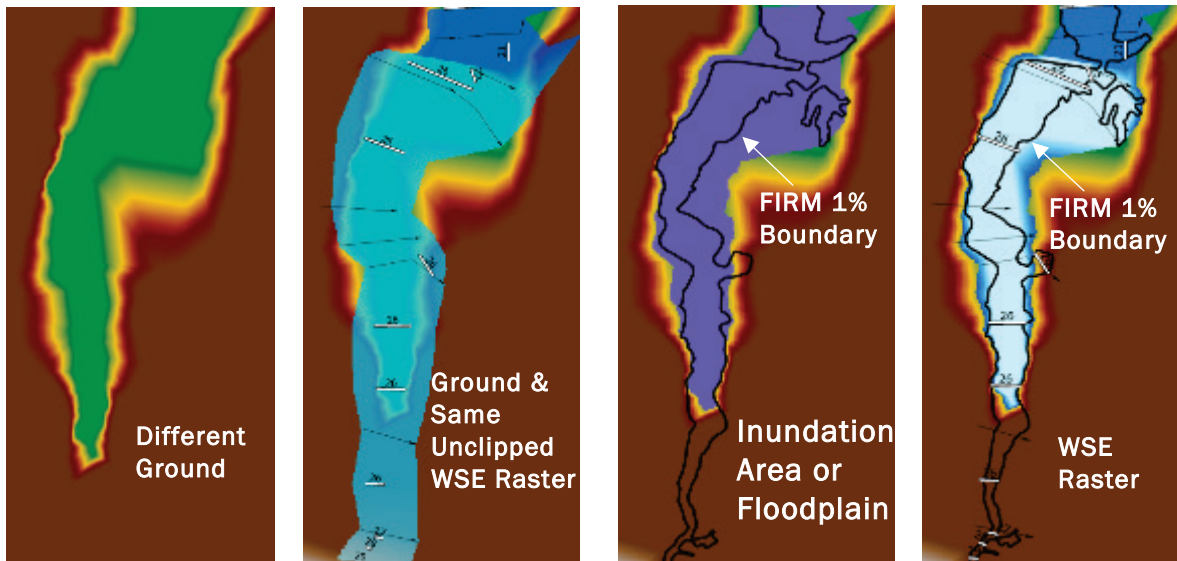 Different
Ground
Ground &
Same
Unclipped
WSE Raster
FIRM 1%
Boundary
Inundation
Area or
Floodplain
FIRM 1%
Boundary
WSE
Raster